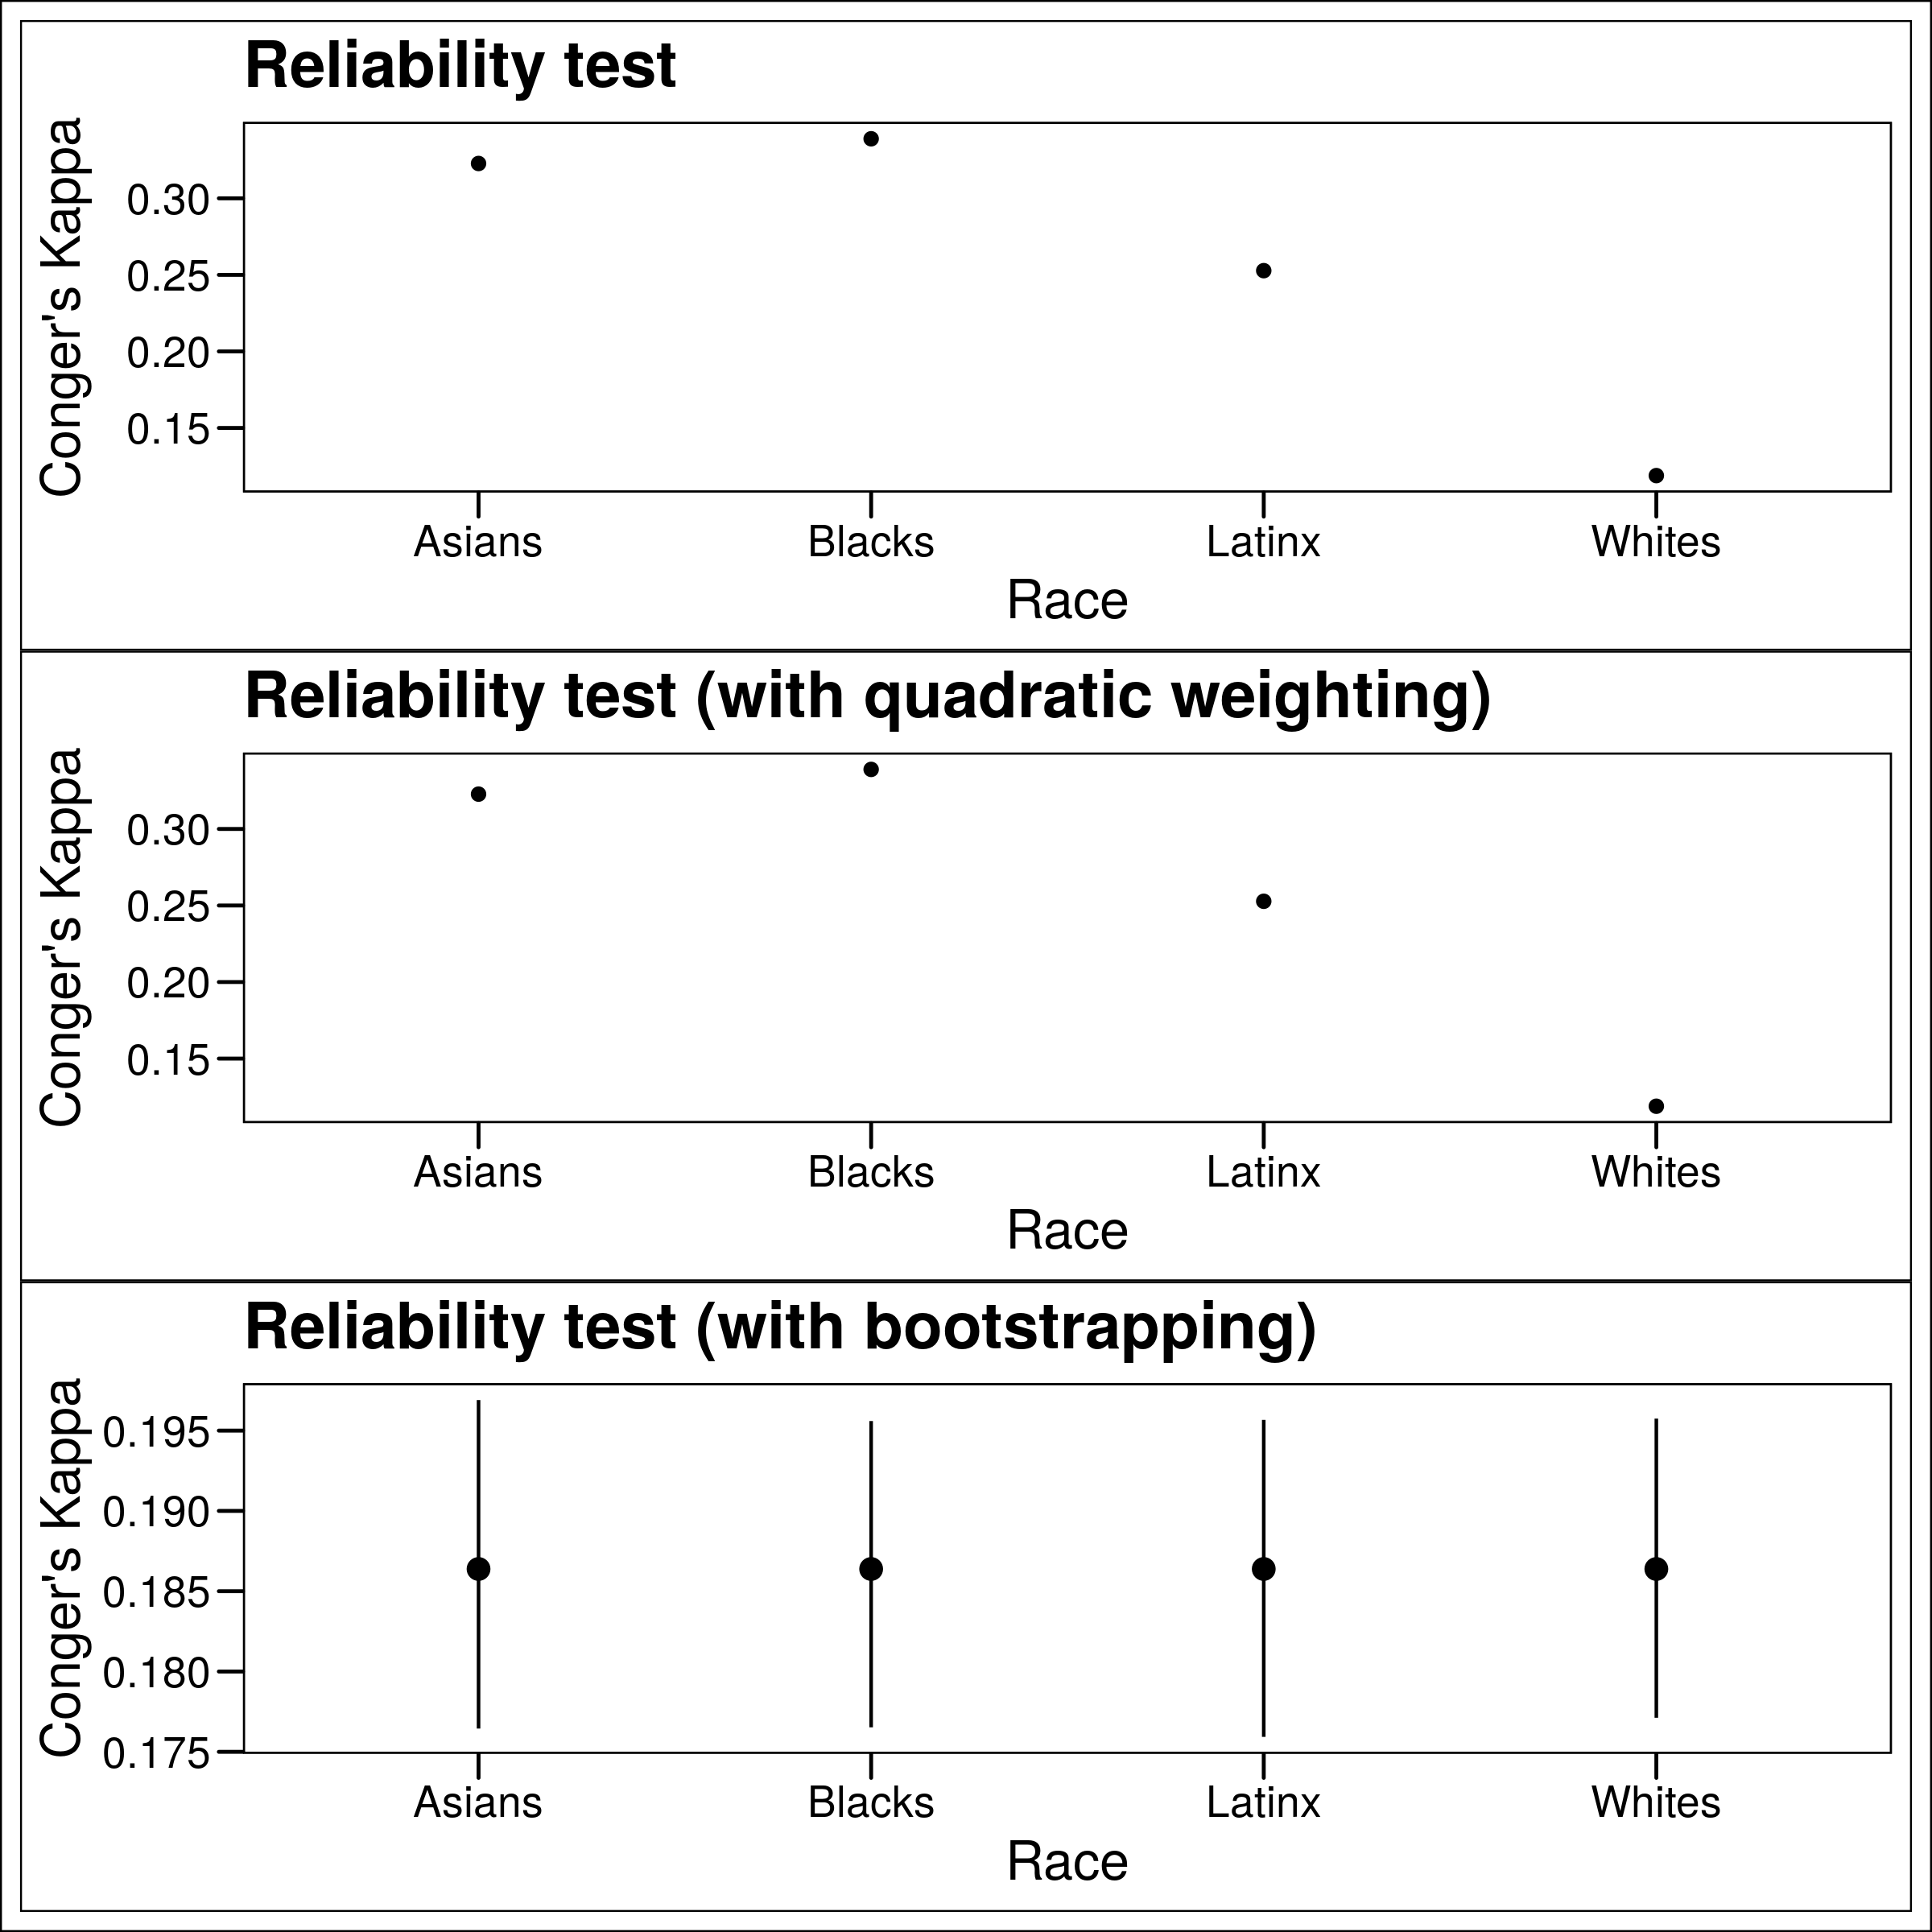 Reliability test
Conger's Kappa
0.30
0.25
0.20
0.15
Asians Blacks Latinx Whites
Race
Reliability test (with quadratic weighting)
Conger's Kappa
0.30
0.25
0.20
0.15
Asians Blacks Latinx Whites
Race
Reliability test (with bootstrapping)
Conger's Kappa
0.195
0.190
0.185
0.180
0.175
Asians Blacks Latinx Whites
Race